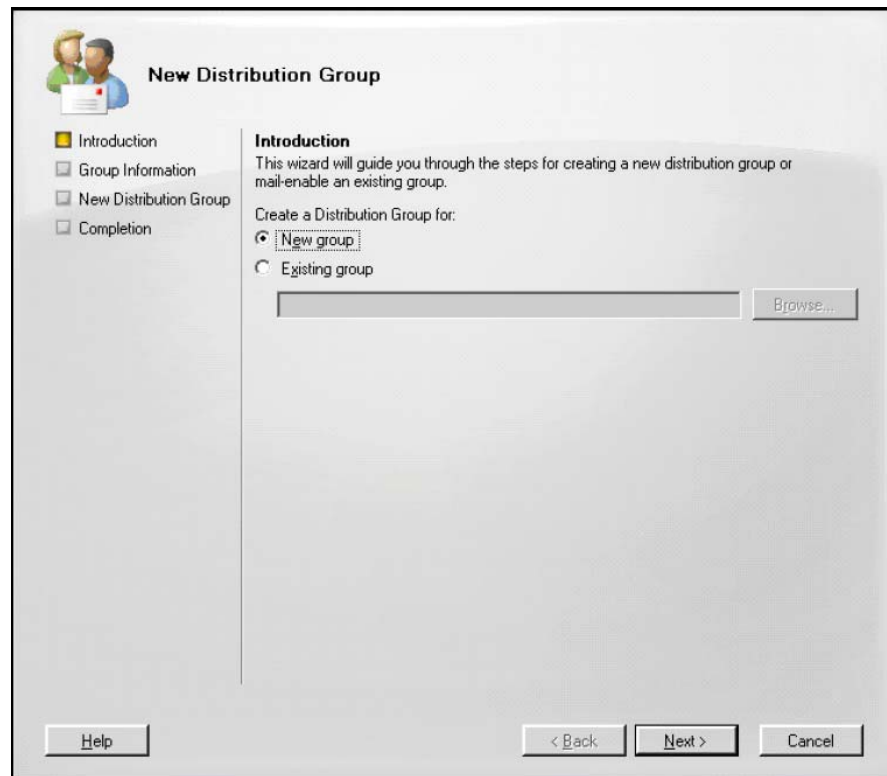 New Distribution Group
Introduction
Group Information
New Distribution Group
Completion
Introduction
This wizard will guide you through the steps for creating a new distribution group or
mail-enable an existing group.
Create a Distribution Group for:
New group
Existing group
Browse...
Help
< Back
Next >
Cancel